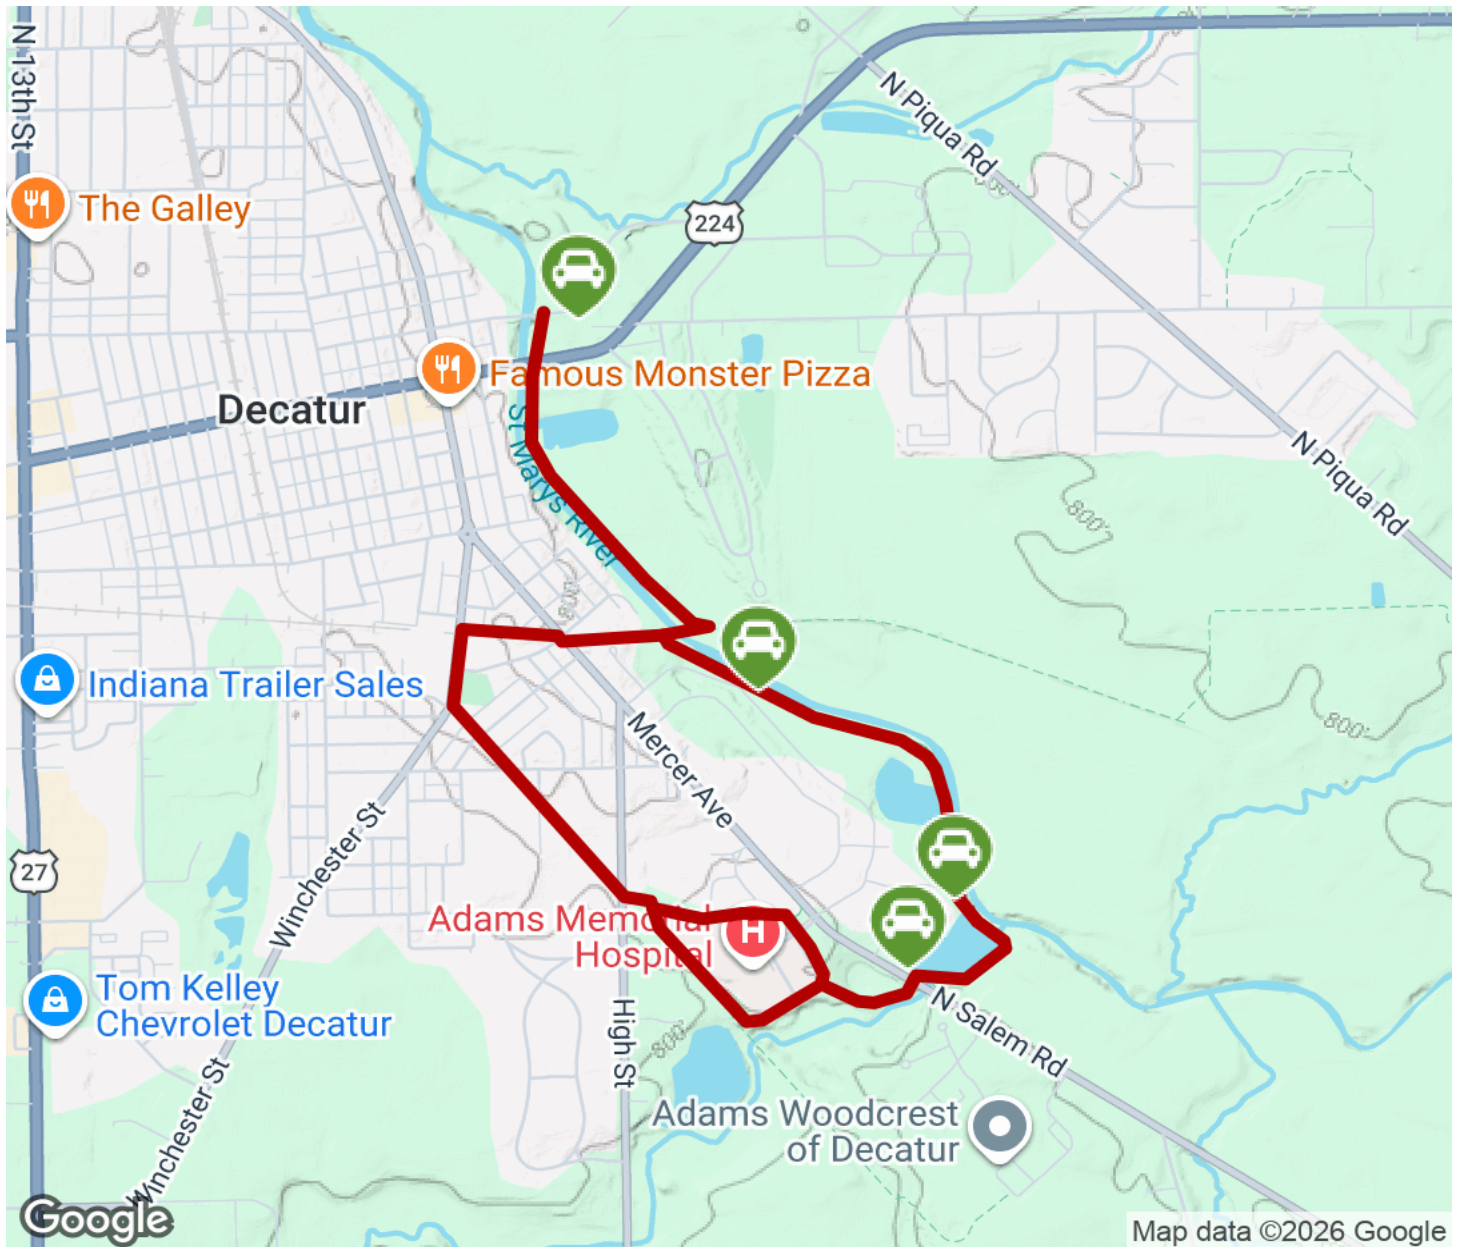 N 13th St
N Piqua Rd
800'
The Galley
224
Famous Monster Pizza
Decatur
St Marys River
N Piqua Rd
800'
800'
Indiana Trailer Sales
Mercer Ave
800'
Winchester St
27
Adams Memorial
Hospital
H
Tom Kelley
Chevrolet Decatur
High St
800'
N Salem Rd
Winchester St
Adams Woodcrest
of Decatur
Google
Map data ©2026 Google